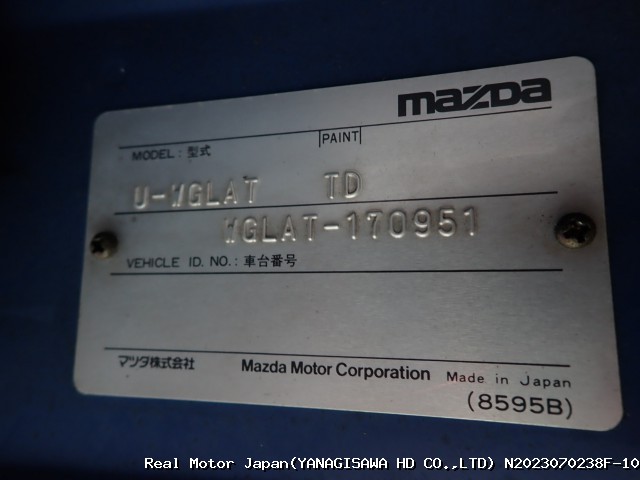 mazda
PAINT
MODEL : 型式
U-WGLAT TD
WGLAT-170951
VEHICLE ID. NO. : 車台番号
マツダ株式会社 Mazda Motor Corporation Made in Japan
(8595B)
Real Motor Japan(YANAGISAWA HD CO.,LTD) N2023070238F-10